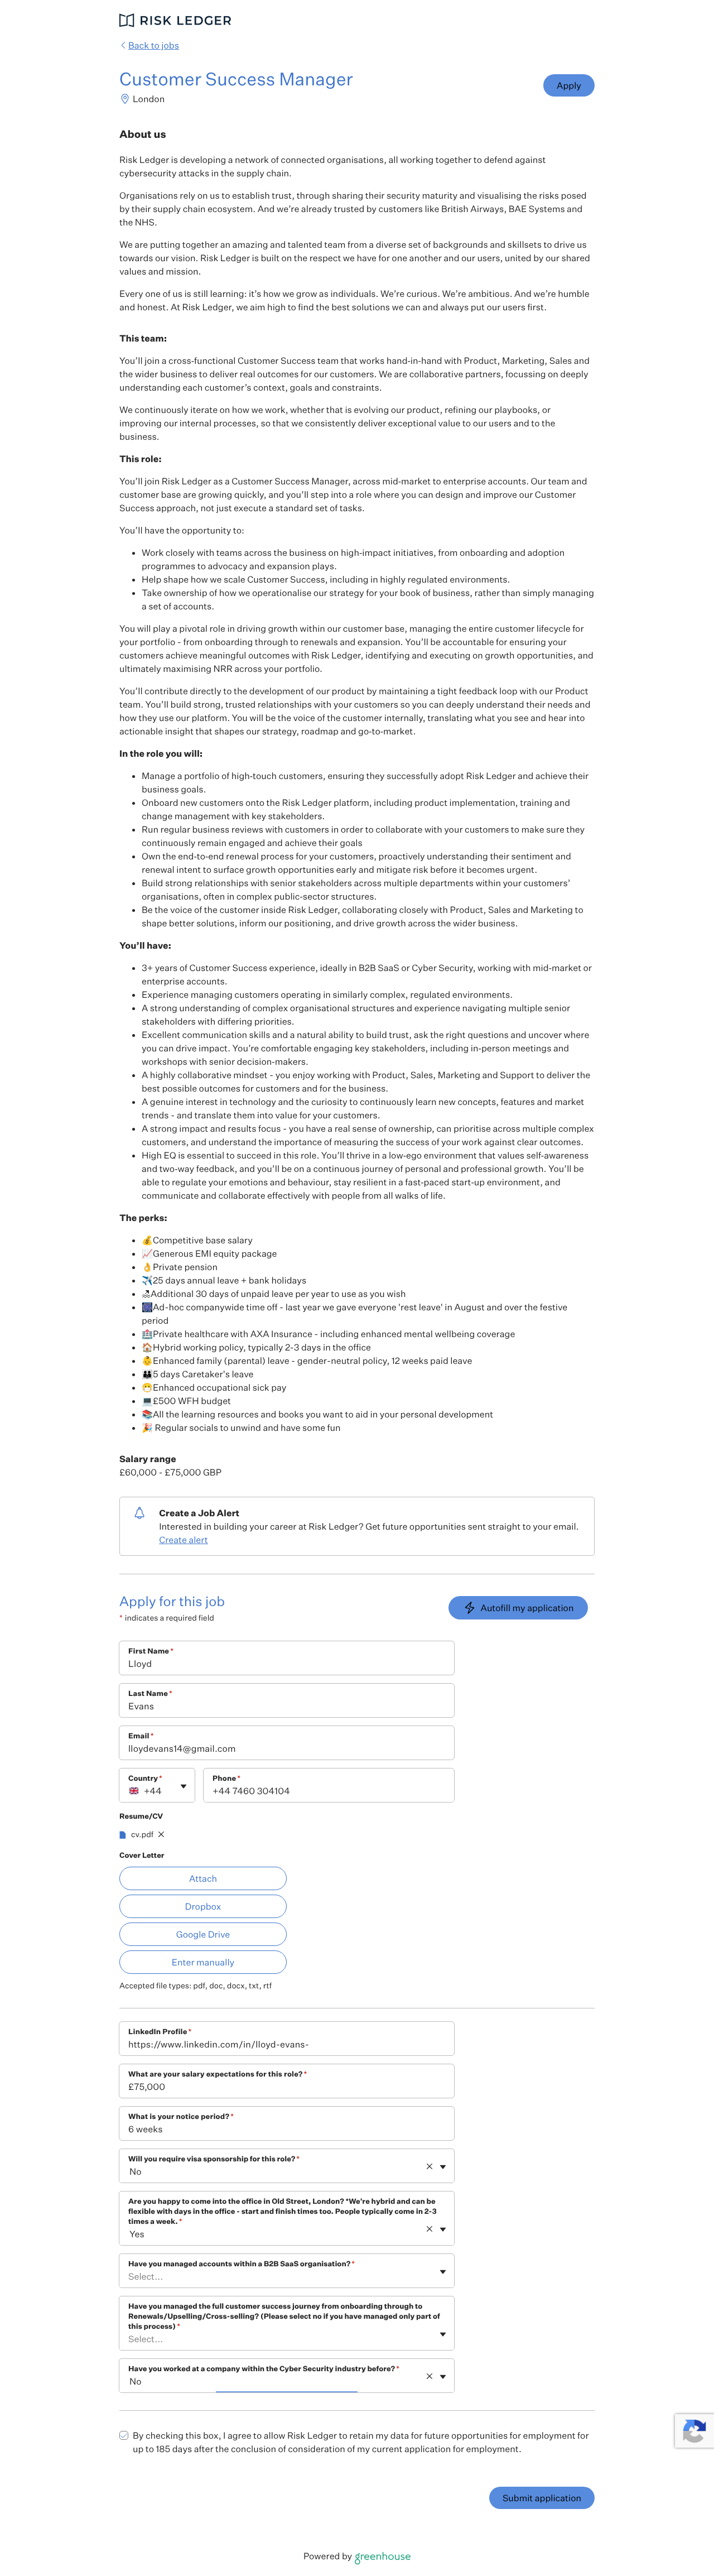 RISK LEDGER
Back to jobs
Customer Success Manager
Apply
London
About us
Risk Ledger is developing a network of connected organisations, all working together to defend against
cybersecurity attacks in the supply chain.
Organisations rely on us to establish trust, through sharing their security maturity and visualising the risks posed
by their supply chain ecosystem. And we're already trusted by customers like British Airways, BAE Systems and
the NHS.
We are putting together an amazing and talented team from a diverse set of backgrounds and skillsets to drive us
towards our vision. Risk Ledger is built on the respect we have for one another and our users, united by our shared
values and mission.
Every one of us is still learning: it's how we grow as individuals. We're curious. We're ambitious. And we're humble
and honest. At Risk Ledger, we aim high to find the best solutions we can and always put our users first.
This team:
You'll join a cross-functional Customer Success team that works hand-in-hand with Product, Marketing, Sales and
the wider business to deliver real outcomes for our customers. We are collaborative partners, focussing on deeply
understanding each customer's context, goals and constraints.
We continuously iterate on how we work, whether that is evolving our product, refining our playbooks, or
improving our internal processes, so that we consistently deliver exceptional value to our users and to the
business.
This role:
You'll join Risk Ledger as a Customer Success Manager, across mid-market to enterprise accounts. Our team and
customer base are growing quickly, and you'll step into a role where you can design and improve our Customer
Success approach, not just execute a standard set of tasks.
You'll have the opportunity to:
• Work closely with teams across the business on high-impact initiatives, from onboarding and adoption
programmes to advocacy and expansion plays.
• Help shape how we scale Customer Success, including in highly regulated environments.
• Take ownership of how we operationalise our strategy for your book of business, rather than simply managing
a set of accounts.
You will play a pivotal role in driving growth within our customer base, managing the entire customer lifecycle for
your portfolio - from onboarding through to renewals and expansion. You'll be accountable for ensuring your
customers achieve meaningful outcomes with Risk Ledger, identifying and executing on growth opportunities, and
ultimately maximising NRR across your portfolio.
You'll contribute directly to the development of our product by maintaining a tight feedback loop with our Product
team. You'll build strong, trusted relationships with your customers so you can deeply understand their needs and
how they use our platform. You will be the voice of the customer internally, translating what you see and hear into
actionable insight that shapes our strategy, roadmap and go-to-market.
In the role you will:
• Manage a portfolio of high-touch customers, ensuring they successfully adopt Risk Ledger and achieve their
business goals.
• Onboard new customers onto the Risk Ledger platform, including product implementation, training and
change management with key stakeholders.
• Run regular business reviews with customers in order to collaborate with your customers to make sure they
continuously remain engaged and achieve their goals
• Own the end-to-end renewal process for your customers, proactively understanding their sentiment and
renewal intent to surface growth opportunities early and mitigate risk before it becomes urgent.
• Build strong relationships with senior stakeholders across multiple departments within your customers'
organisations, often in complex public-sector structures.
• Be the voice of the customer inside Risk Ledger, collaborating closely with Product, Sales and Marketing to
shape better solutions, inform our positioning, and drive growth across the wider business.
You'll have:
• 3+ years of Customer Success experience, ideally in B2B SaaS or Cyber Security, working with mid-market or
enterprise accounts.
• Experience managing customers operating in similarly complex, regulated environments.
• A strong understanding of complex organisational structures and experience navigating multiple senior
stakeholders with differing priorities.
• Excellent communication skills and a natural ability to build trust, ask the right questions and uncover where
you can drive impact. You're comfortable engaging key stakeholders, including in-person meetings and
workshops with senior decision-makers.
• A highly collaborative mindset - you enjoy working with Product, Sales, Marketing and Support to deliver the
best possible outcomes for customers and for the business.
• A genuine interest in technology and the curiosity to continuously learn new concepts, features and market
trends - and translate them into value for your customers.
• A strong impact and results focus - you have a real sense of ownership, can prioritise across multiple complex
customers, and understand the importance of measuring the success of your work against clear outcomes.
• High EQ is essential to succeed in this role. You'll thrive in a low-ego environment that values self-awareness
and two-way feedback, and you'll be on a continuous journey of personal and professional growth. You'll be
able to regulate your emotions and behaviour, stay resilient in a fast-paced start-up environment, and
communicate and collaborate effectively with people from all walks of life.
The perks:
• 💰Competitive base salary
• 📈Generous EMI equity package
• 👌Private pension
• ✈️25 days annual leave + bank holidays
• 🏖Additional 30 days of unpaid leave per year to use as you wish
• 🎆Ad-hoc companywide time off - last year we gave everyone 'rest leave' in August and over the festive
period
• 🏥Private healthcare with AXA Insurance - including enhanced mental wellbeing coverage
• 🏠Hybrid working policy, typically 2-3 days in the office
• 👶Enhanced family (parental) leave - gender-neutral policy, 12 weeks paid leave
• 👪5 days Caretaker's leave
• 😷Enhanced occupational sick pay
• 💻£500 WFH budget
• 📚All the learning resources and books you want to aid in your personal development
• 🎉 Regular socials to unwind and have some fun
Salary range
£60,000 - £75,000 GBP
Create a Job Alert
Interested in building your career at Risk Ledger? Get future opportunities sent straight to your email.
Create alert
Apply for this job
Autofill my application
* indicates a required field
First Name *
Lloyd
Last Name *
Evans
Email *
lloydevans14@gmail.com
Country *
+44
Phone *
+44 7460 304104
Resume/CV
cv.pdf
Cover Letter
Attach
Dropbox
Google Drive
Enter manually
Accepted file types: pdf, doc, docx, txt, rtf
LinkedIn Profile *
https://www.linkedin.com/in/lloyd-evans-
What are your salary expectations for this role? *
£75,000
What is your notice period? *
6 weeks
Will you require visa sponsorship for this role? *
No
Are you happy to come into the office in Old Street, London? *We're hybrid and can be
flexible with days in the office - start and finish times too. People typically come in 2-3
times a week. *
Yes
Have you managed accounts within a B2B SaaS organisation? *
Select...
Have you managed the full customer success journey from onboarding through to
Renewals/Upselling/Cross-selling? (Please select no if you have managed only part of
this process) *
Select...
Have you worked at a company within the Cyber Security industry before? *
No
By checking this box, I agree to allow Risk Ledger to retain my data for future opportunities for employment for
up to 185 days after the conclusion of consideration of my current application for employment.
Submit application
Powered by greenhouse